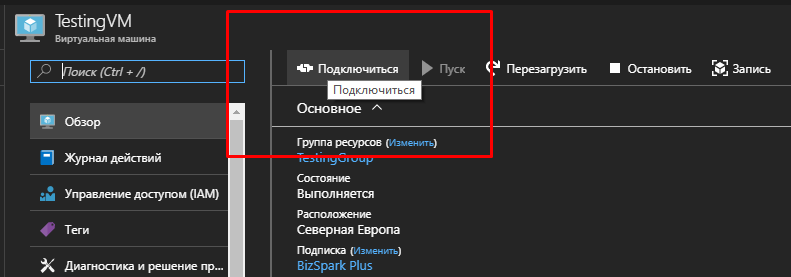 TestingVM
Виртуальная машина
Поиск (Ctrl + /)
Обзор
Журнал действий
Управление доступом (IAM)
Теги
Диагностика и решение пр...
Подключиться Пуск Перезагрузить Остановить Запись
Подключиться
Основное
Группа ресурсов (Изменить)
TestingGroup
Состояние
Выполняется
Расположение
Северная Европа
Подписка (Изменить)
BizSpark Plus